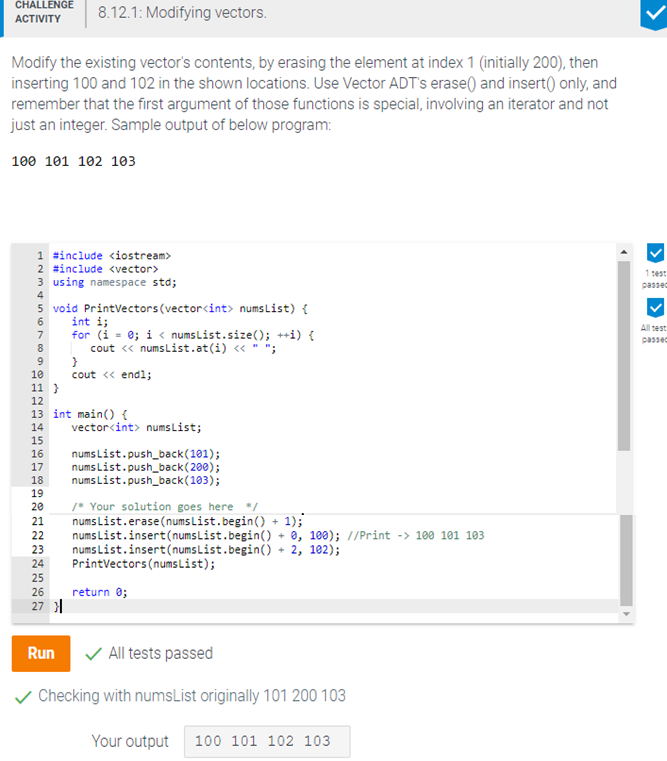 CHALLENGE
ACTIVITY
8.12.1: Modifying vectors.
Modify the existing vector's contents, by erasing the element at index 1 (initially 200), then
inserting 100 and 102 in the shown locations. Use Vector ADT's erase() and insert() only, and
remember that the first argument of those functions is special, involving an iterator and not
just an integer. Sample output of below program:
100 101 102 103
1 #include <iostream>
2 #include <vector>
3 using namespace std;
4
5 void PrintVectors(vector<int> numsList) {
6 int i;
7 for (i = 0; i < numsList.size(); ++i) {
8 cout << numsList.at(i) << " ";
9 }
10 cout << endl;
11 }
12
13 int main() {
14 vector<int> numsList;
15
16 numsList.push_back(101);
17 numsList.push_back(200);
18 numsList.push_back(103);
19
20 /* Your solution goes here */
21 numsList.erase(numsList.begin() + 1);
22 numsList.insert(numsList.begin() + 0, 100); //Print -> 100 101 103
23 numsList.insert(numsList.begin() + 2, 102);
24 PrintVectors(numsList);
25
26 return 0;
27 }
1 test
passed
All test
passed
Run
All tests passed
Checking with numsList originally 101 200 103
Your output
100 101 102 103